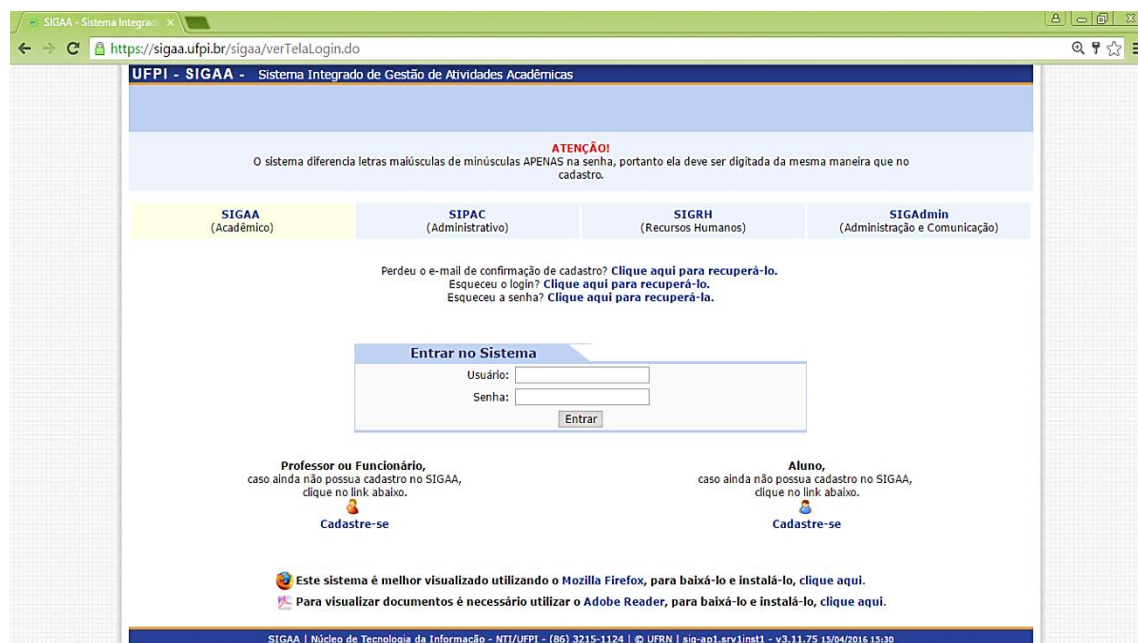 SIGAA - Sistema Integrad
https://sigaa.ufpi.br/sigaa/verTelaLogin.do
UFPI - SIGAA - Sistema Integrado de Gestão de Atividades Acadêmicas
ATENÇÃO!
O sistema diferencia letras maiúsculas de minúsculas APENAS na senha, portanto ela deve ser digitada da mesma maneira que no
cadastro.
SIGAA SIPAC SIGRH SIGAdmin
(Acadêmico) (Administrativo) (Recursos Humanos) (Administração e Comunicação)
Perdeu o e-mail de confirmação de cadastro? Clique aqui para recuperá-lo.
Esqueceu o login? Clique aqui para recuperá-lo.
Esqueceu a senha? Clique aqui para recuperá-la.
Entrar no Sistema
Usuário:
Senha:
Entrar
Professor ou Funcionário,
caso ainda não possua cadastro no SIGAA,
clique no link abaixo.
Cadastre-se
Aluno,
caso ainda não possua cadastro no SIGAA,
clique no link abaixo.
Cadastre-se
Este sistema é melhor visualizado utilizando o Mozilla Firefox, para baixá-lo e instalá-lo, clique aqui.
Para visualizar documentos é necessário utilizar o Adobe Reader, para baixá-lo e instalá-lo, clique aqui.
SIGAA | Núcleo de Tecnologia da Informação - NTI/UFPI - (86) 3215-1124 | © UFRN | sig-ap1.srv1inst1 - v3.11.75 15/04/2016 15:30